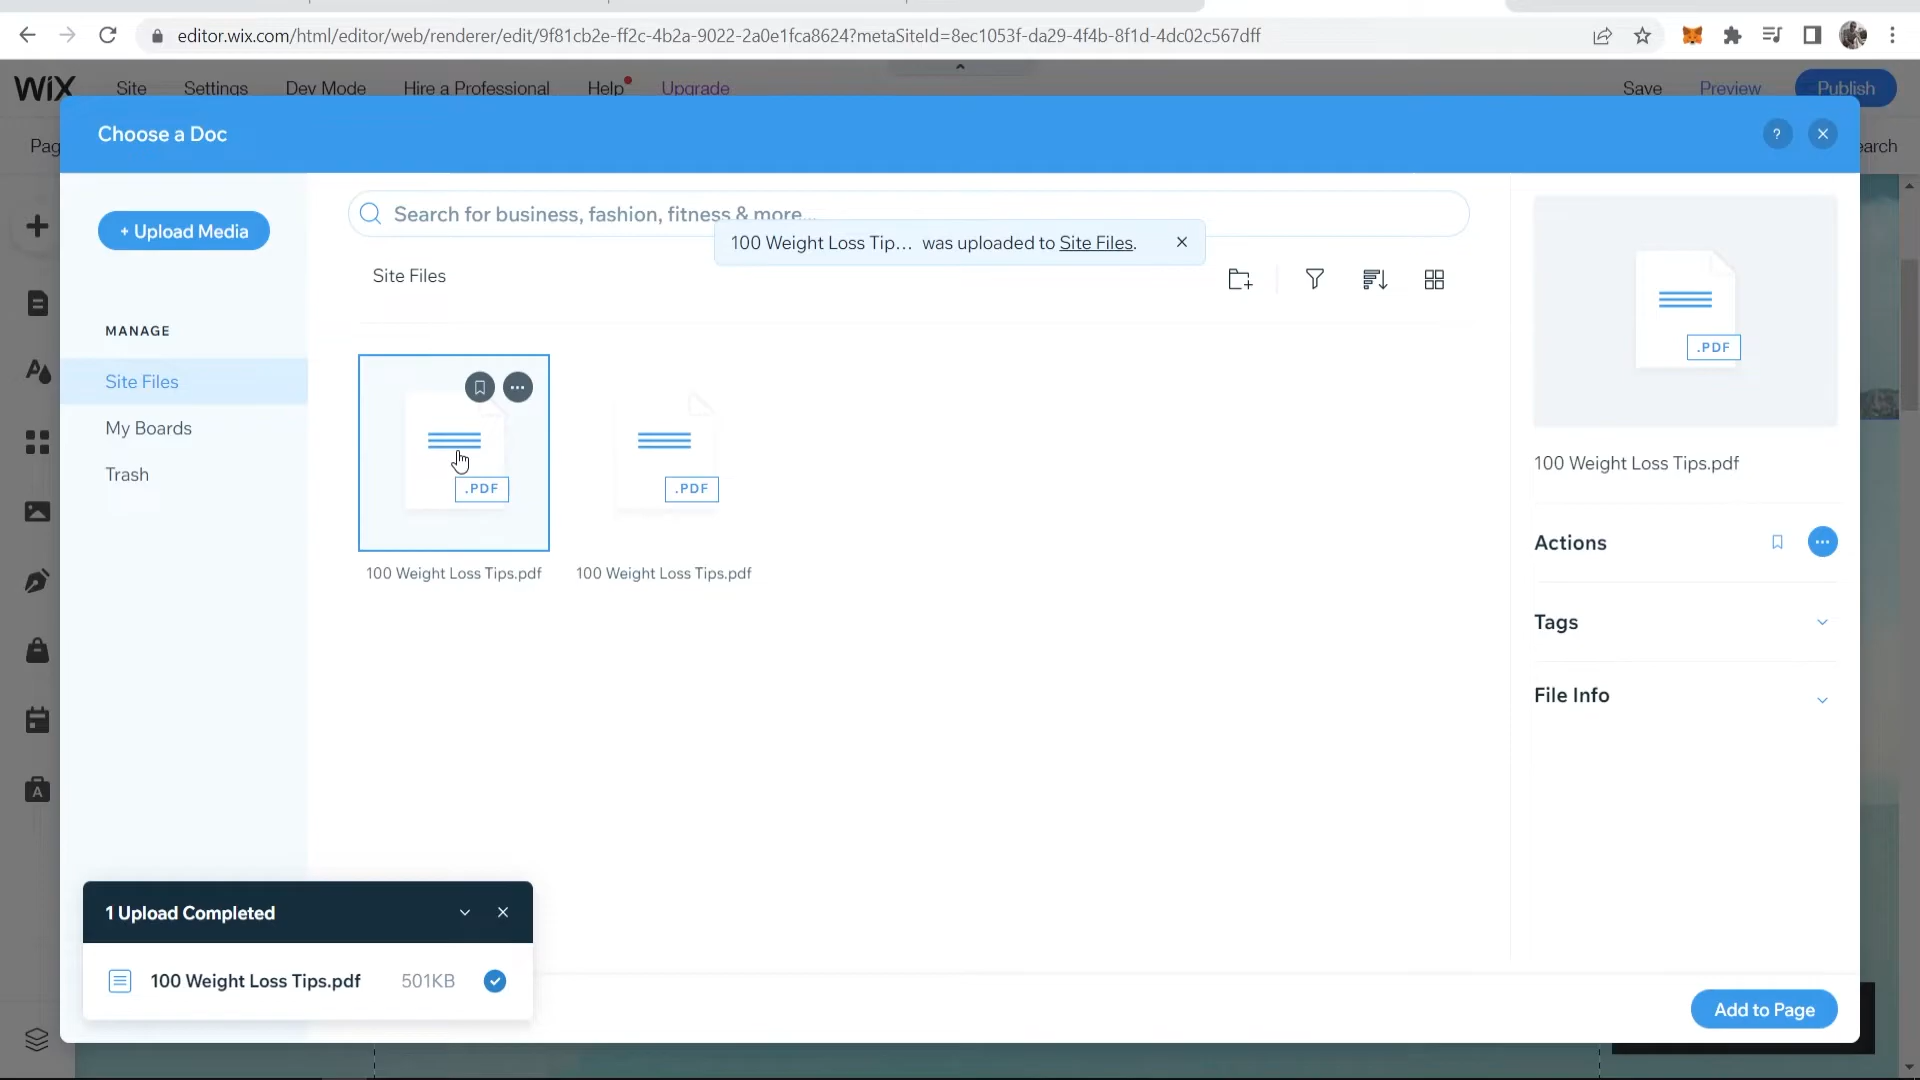 editor.wix.com/html/editor/web/renderer/edit/9f81cb2e-ff2c-4b2a-9022-2a0e1fca8624?metaSiteId=8ec1053f-da29-4f4b-8f1d-4dc02c567dff
WiX Site Settings Dev Mode Hire a Professional Help Upgrade Save Preview Publish
Pag
earch
Choose a Doc
?
+ Upload Media
MANAGE
Site Files
My Boards
Trash
Search for business, fashion, fitness & more...
100 Weight Loss Tip... was uploaded to Site Files.
Site Files
.PDF
100 Weight Loss Tips.pdf
.PDF
100 Weight Loss Tips.pdf
.PDF
100 Weight Loss Tips.pdf
Actions
Tags
File Info
1 Upload Completed
100 Weight Loss Tips.pdf 501KB
Add to Page
A